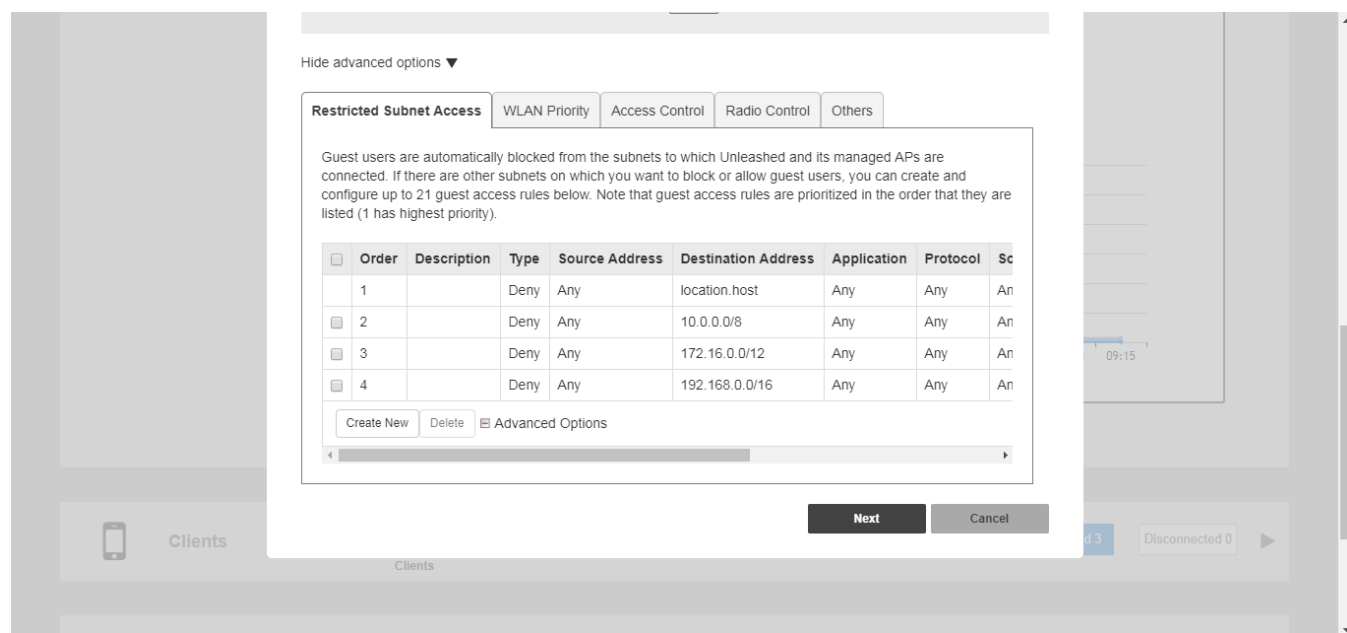 Hide advanced options ▼
Restricted Subnet Access WLAN Priority Access Control Radio Control Others
Guest users are automatically blocked from the subnets to which Unleashed and its managed APs are
connected. If there are other subnets on which you want to block or allow guest users, you can create and
configure up to 21 guest access rules below. Note that guest access rules are prioritized in the order that they are
listed (1 has highest priority).
Order Description Type Source Address Destination Address Application Protocol Sc
1 Deny Any location.host Any Any An
2 Deny Any 10.0.0.0/8 Any Any An
3 Deny Any 172.16.0.0/12 Any Any An
4 Deny Any 192.168.0.0/16 Any Any An
Create New Delete Advanced Options
09:15
Next Cancel
Clients
Clients
d 3 Disconnected 0